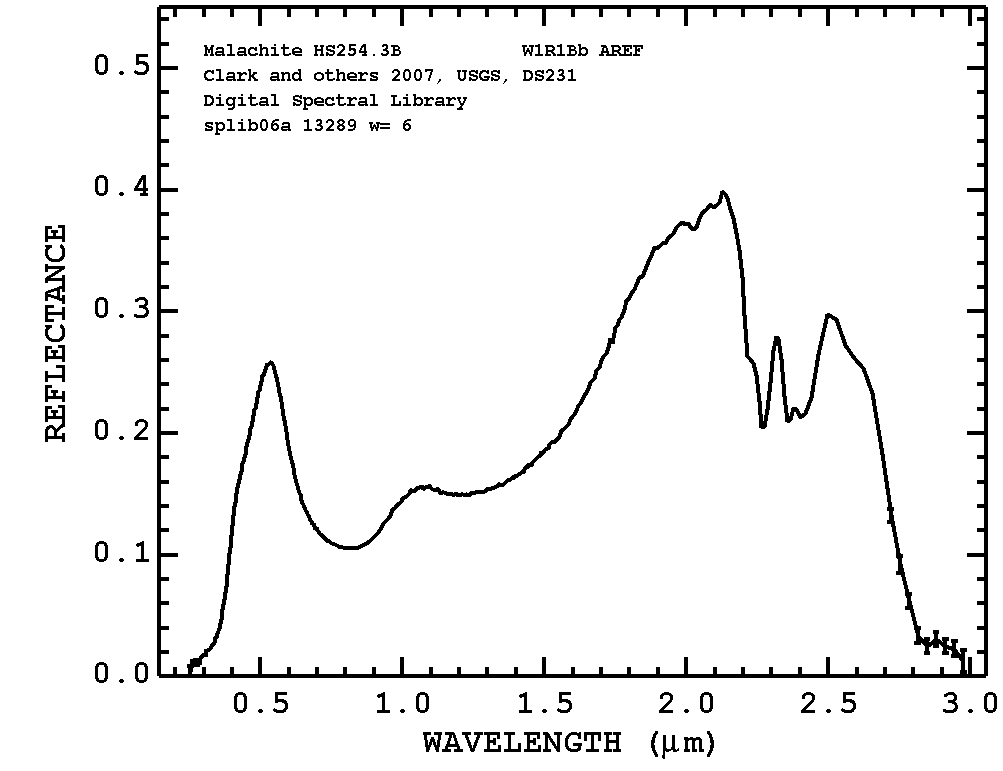 Malachite HS254.3B W1R1Bb AREF
Clark and others 2007, USGS, DS231
Digital Spectral Library
splib06a 13289 w= 6
0.5
0.4
0.3
0.2
0.1
0.0
REFLECTANCE
0.5 1.0 1.5 2.0 2.5 3.0
WAVELENGTH (μm)